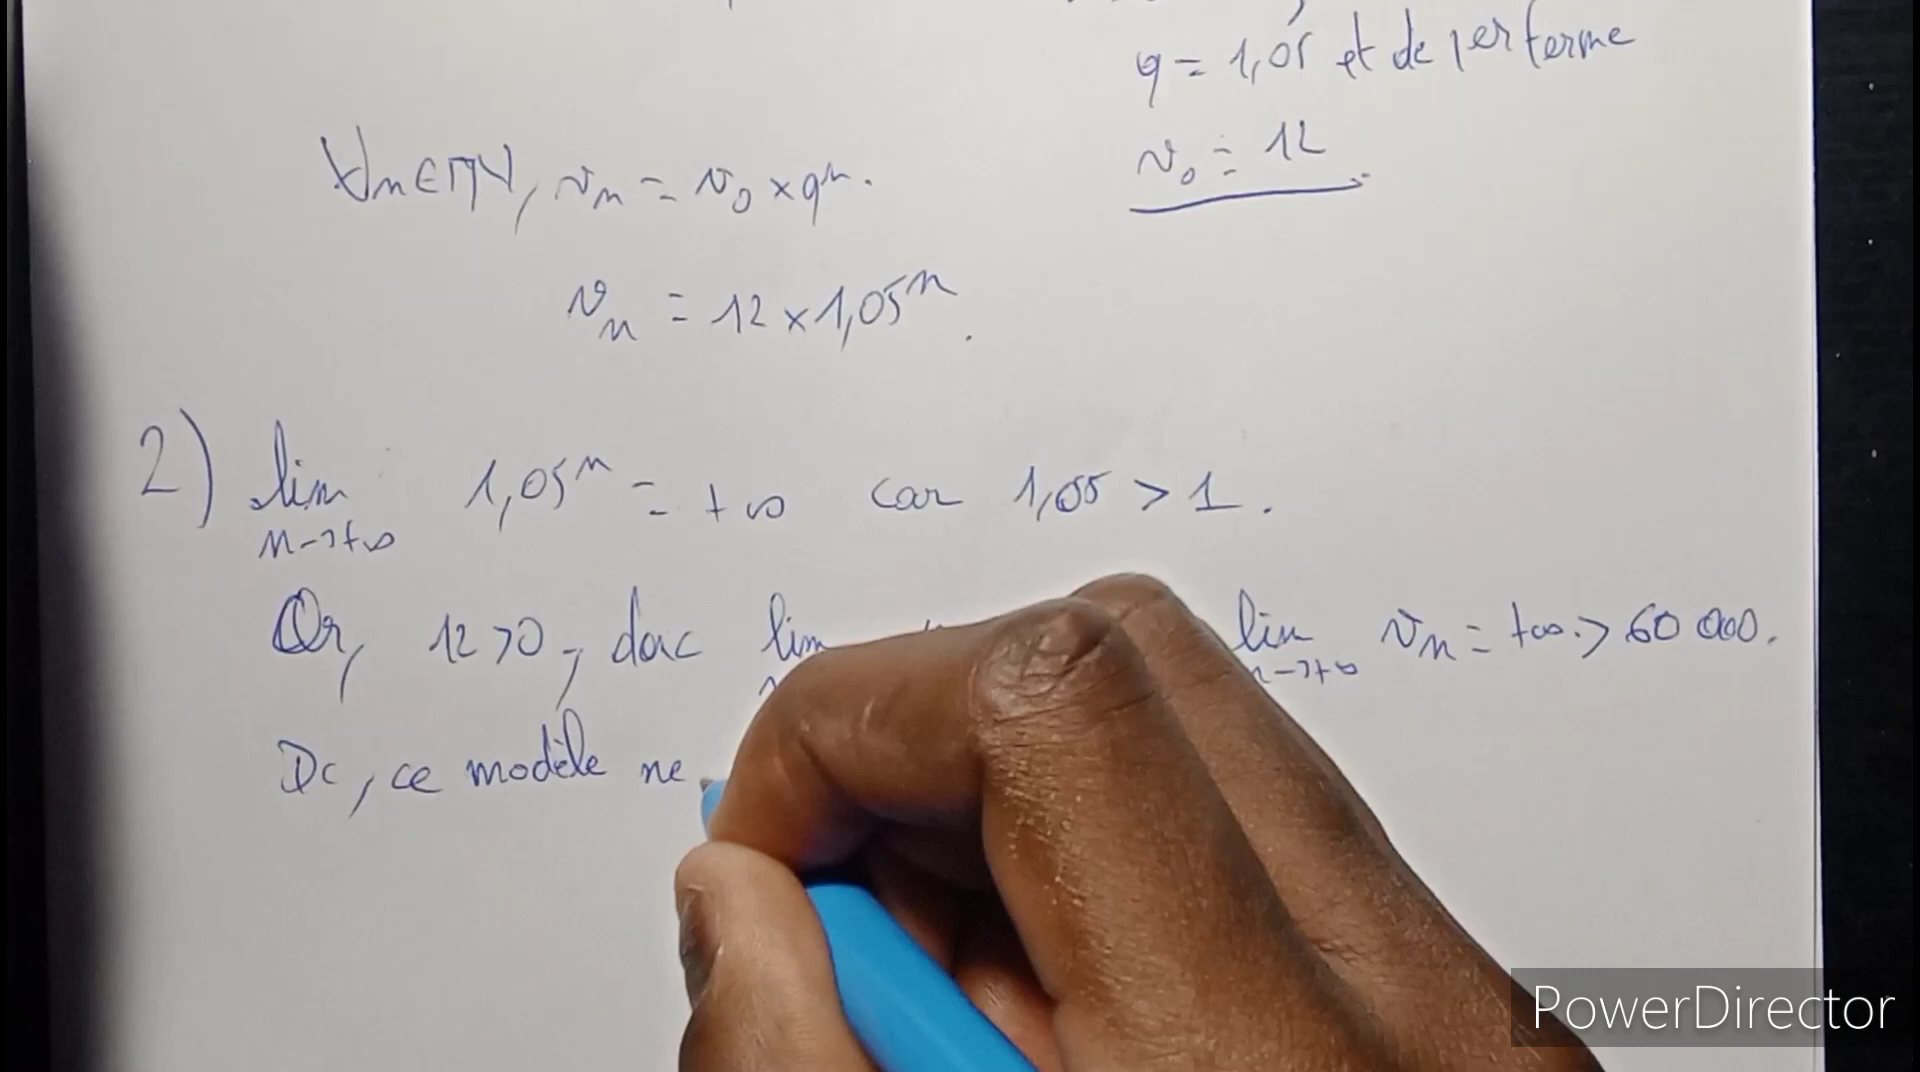 q = 1,05 et de 1er terme
∀n∈ℕ, vₙ = v₀ × qⁿ.
v₀ = 12
vₙ = 12 × 1,05ⁿ.
2) lim 1,05ⁿ = +∞ car 1,05 > 1.
n→+∞
Or, 12 > 0, donc lim lim vₙ = +∞ > 60 000.
n→+∞
Dc, ce modèle ne
PowerDirector